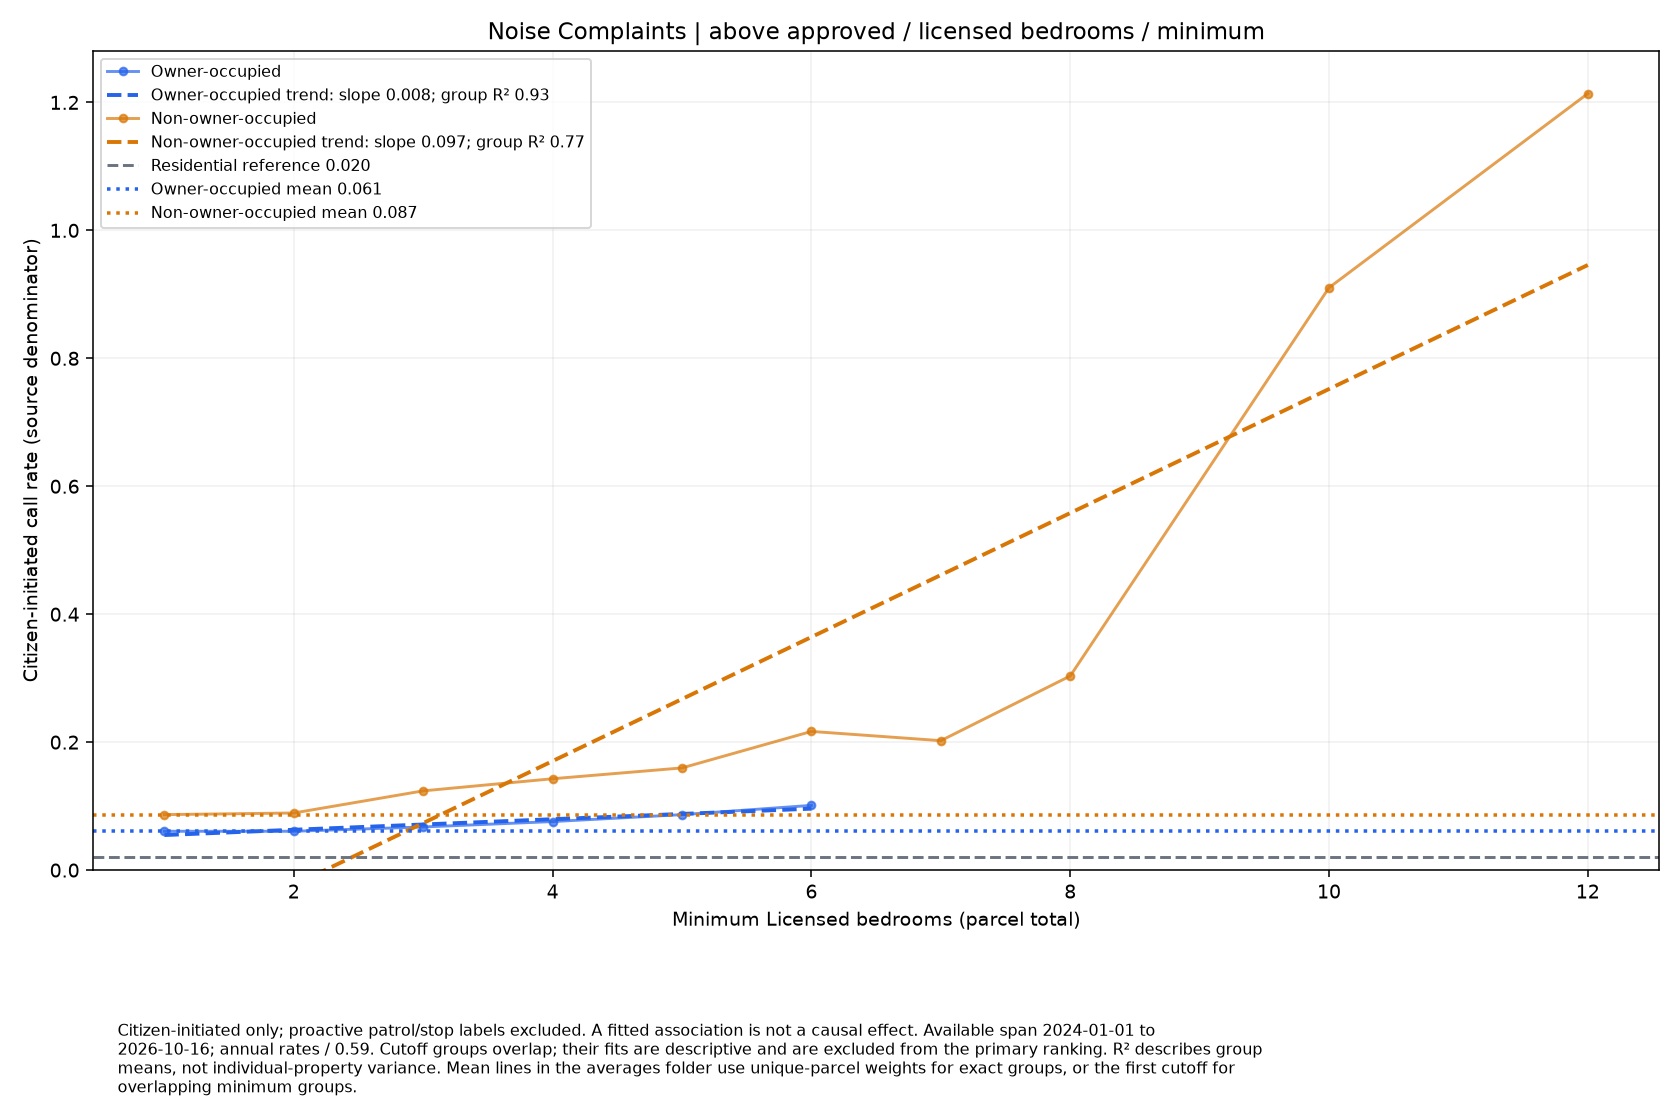 Noise Complaints | above approved / licensed bedrooms / minimum
Owner-occupied
Owner-occupied trend: slope 0.008; group R² 0.93
Non-owner-occupied
Non-owner-occupied trend: slope 0.097; group R² 0.77
Residential reference 0.020
Owner-occupied mean 0.061
Non-owner-occupied mean 0.087
Citizen-initiated call rate (source denominator)
1.2
1.0
0.8
0.6
0.4
0.2
0.0
2 4 6 8 10 12
Minimum Licensed bedrooms (parcel total)
Citizen-initiated only; proactive patrol/stop labels excluded. A fitted association is not a causal effect. Available span 2024-01-01 to
2026-10-16; annual rates / 0.59. Cutoff groups overlap; their fits are descriptive and are excluded from the primary ranking. R² describes group
means, not individual-property variance. Mean lines in the averages folder use unique-parcel weights for exact groups, or the first cutoff for
overlapping minimum groups.